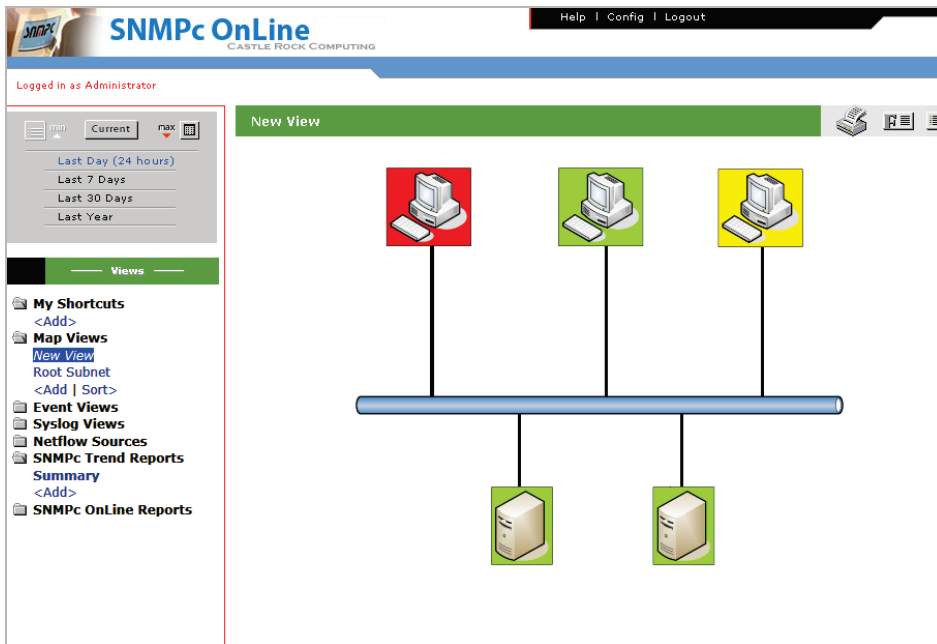 SNMPc
SNMPc OnLine
CASTLE ROCK COMPUTING
Help | Config | Logout
Logged in as Administrator
min Current max
Last Day (24 hours)
Last 7 Days
Last 30 Days
Last Year
Views
My Shortcuts
<Add>
Map Views
New View
Root Subnet
<Add | Sort>
Event Views
Syslog Views
Netflow Sources
SNMPc Trend Reports
Summary
<Add>
SNMPc OnLine Reports
New View